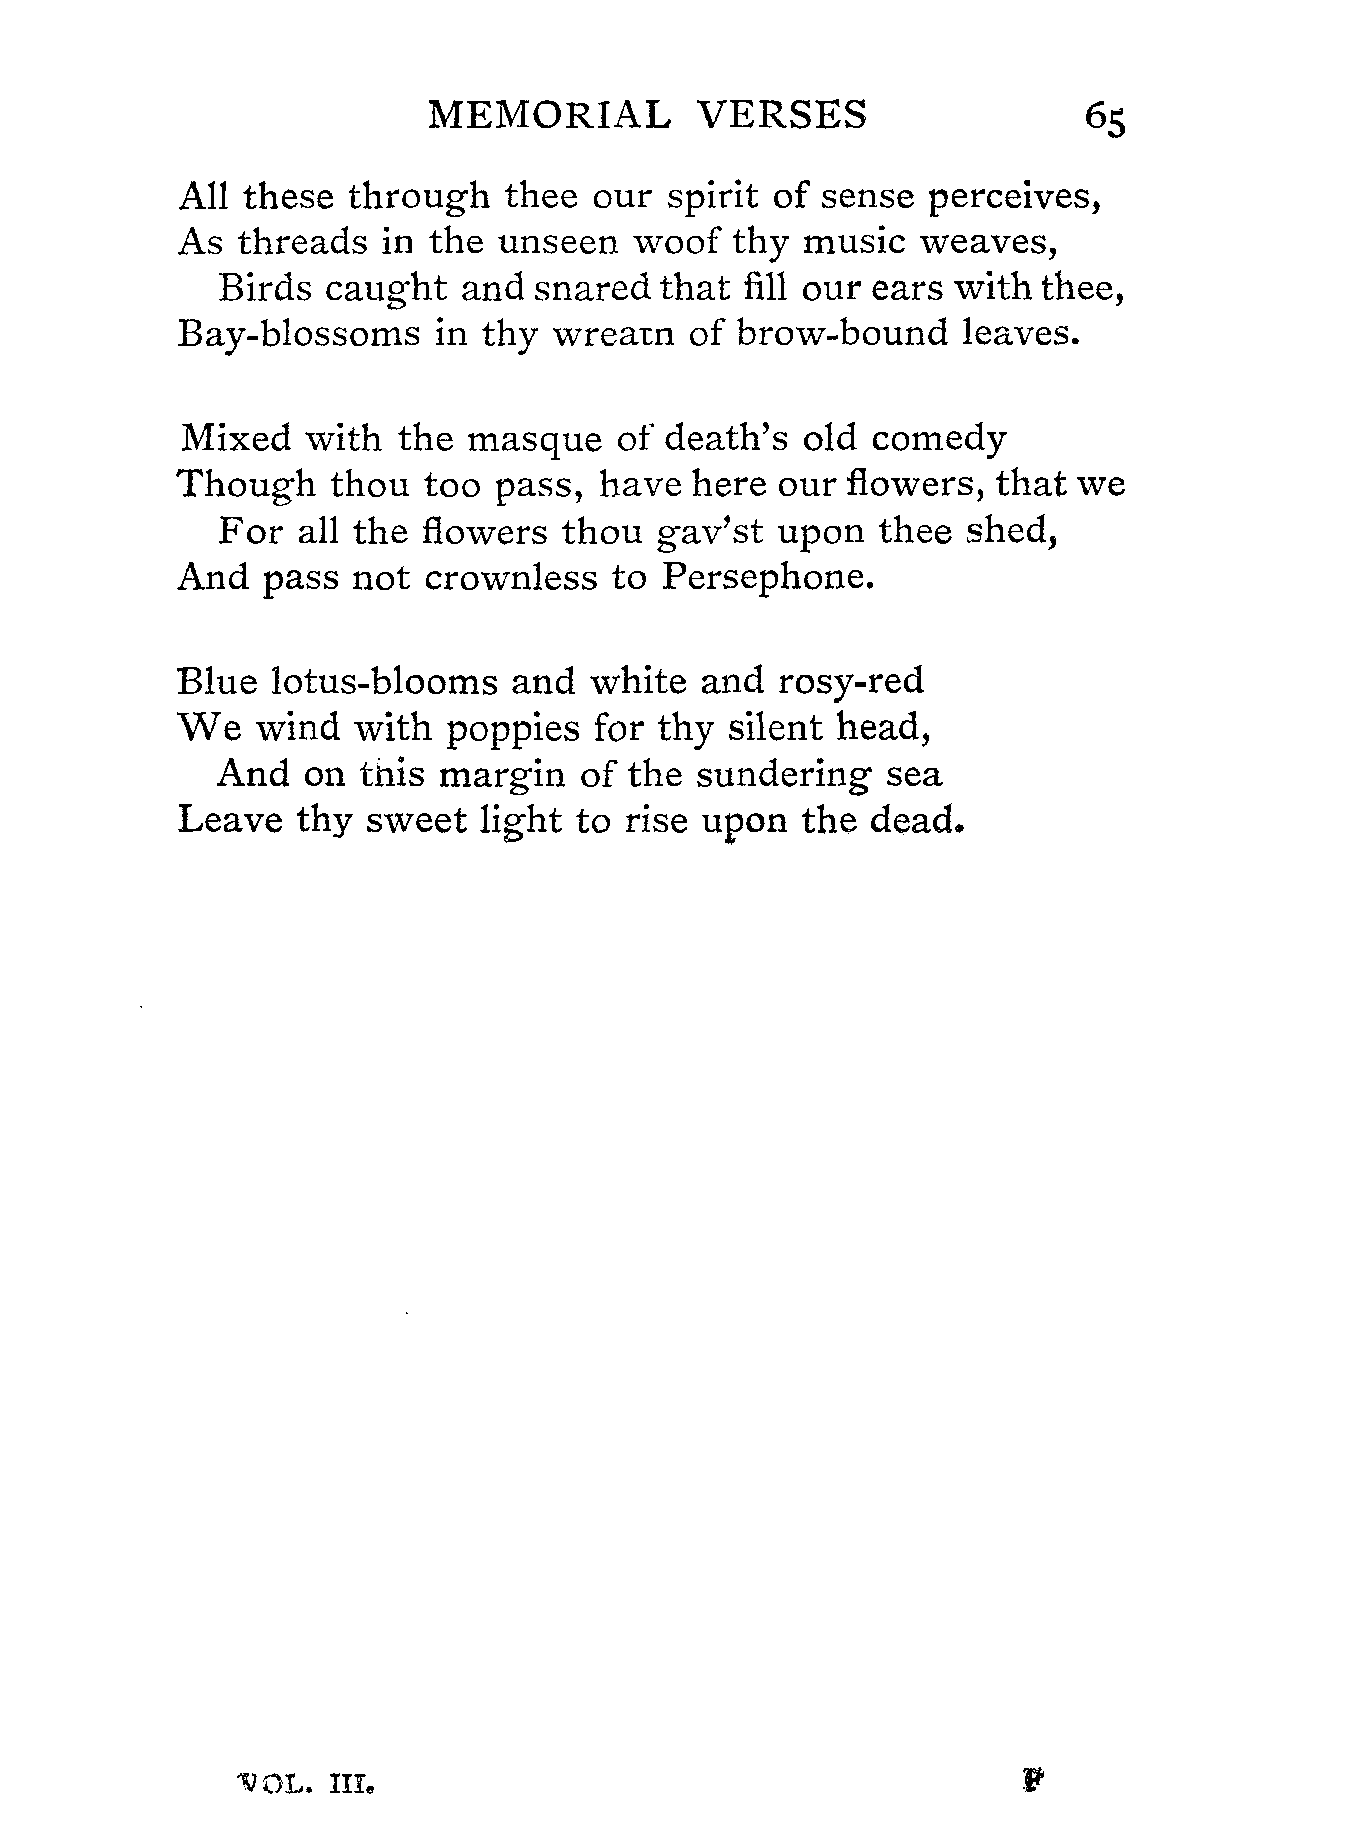 MEMORIAL VERSES 65
All these through thee our spirit of sense perceives,
As threads in the unseen woof thy music weaves,
Birds caught and snared that fill our ears with thee,
Bay-blossoms in thy wreath of brow-bound leaves.
Mixed with the masque of death's old comedy
Though thou too pass, have here our flowers, that we
For all the flowers thou gav'st upon thee shed,
And pass not crownless to Persephone.
Blue lotus-blooms and white and rosy-red
We wind with poppies for thy silent head,
And on this margin of the sundering sea
Leave thy sweet light to rise upon the dead.
VOL. III. F